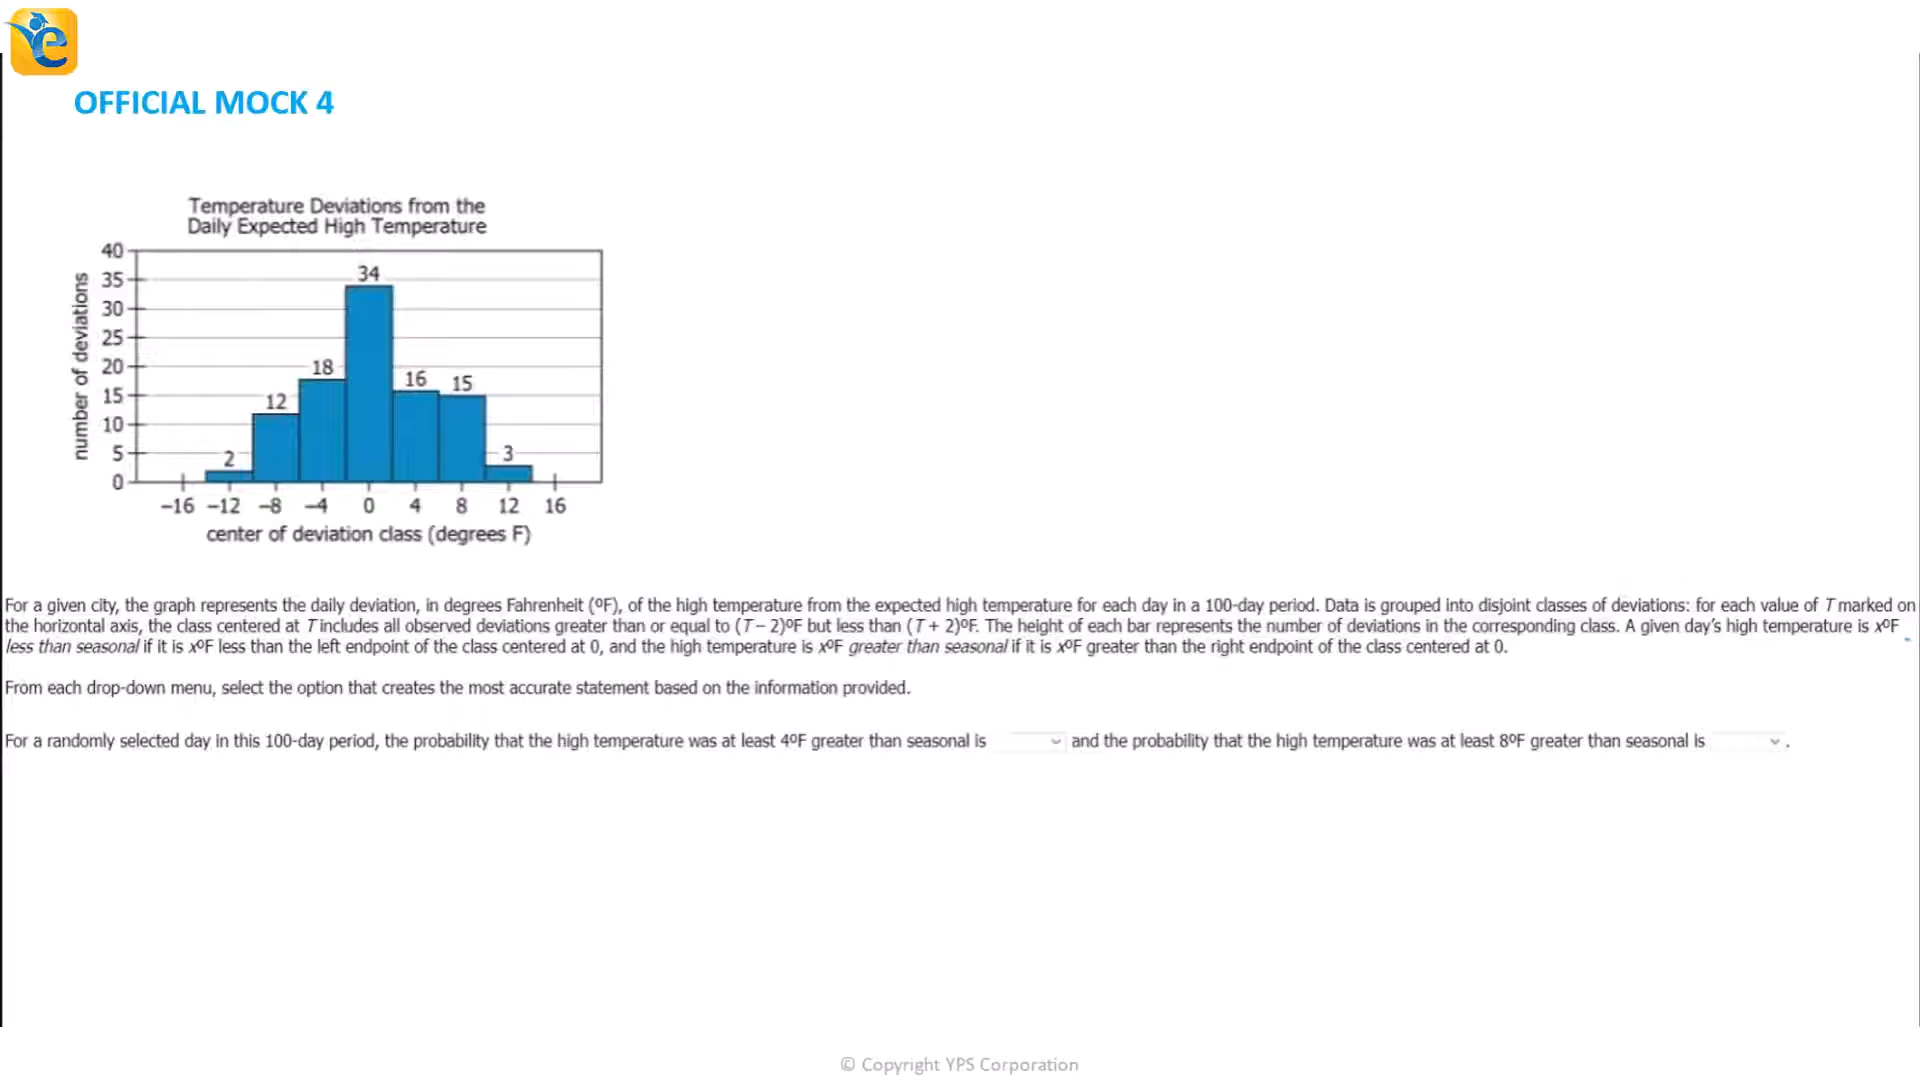 e
OFFICIAL MOCK 4
Temperature Deviations from the
Daily Expected High Temperature
number of deviations
40
35
30
25
20
15
10
5
0
2
12
18
34
16
15
3
−16 −12 −8 −4 0 4 8 12 16
center of deviation class (degrees F)
For a given city, the graph represents the daily deviation, in degrees Fahrenheit (ºF), of the high temperature from the expected high temperature for each day in a 100-day period. Data is grouped into disjoint classes of deviations: for each value of T marked on
the horizontal axis, the class centered at T includes all observed deviations greater than or equal to (T − 2)ºF but less than (T + 2)ºF. The height of each bar represents the number of deviations in the corresponding class. A given day's high temperature is xºF
less than seasonal if it is xºF less than the left endpoint of the class centered at 0, and the high temperature is xºF greater than seasonal if it is xºF greater than the right endpoint of the class centered at 0.
From each drop-down menu, select the option that creates the most accurate statement based on the information provided.
For a randomly selected day in this 100-day period, the probability that the high temperature was at least 4ºF greater than seasonal is and the probability that the high temperature was at least 8ºF greater than seasonal is .
© Copyright YPS Corporation